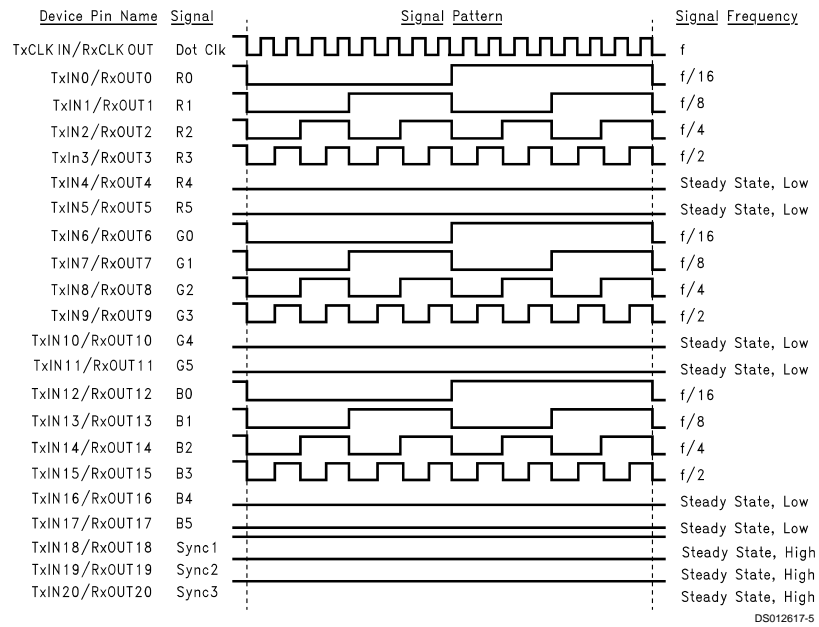 Device Pin Name Signal Signal Pattern Signal Frequency
TxCLK IN/RxCLK OUT Dot Clk f
TxIN0/RxOUT0 R0 f/16
TxIN1/RxOUT1 R1 f/8
TxIN2/RxOUT2 R2 f/4
TxIn3/RxOUT3 R3 f/2
TxIN4/RxOUT4 R4 Steady State, Low
TxIN5/RxOUT5 R5 Steady State, Low
TxIN6/RxOUT6 G0 f/16
TxIN7/RxOUT7 G1 f/8
TxIN8/RxOUT8 G2 f/4
TxIN9/RxOUT9 G3 f/2
TxIN10/RxOUT10 G4 Steady State, Low
TxIN11/RxOUT11 G5 Steady State, Low
TxIN12/RxOUT12 B0 f/16
TxIN13/RxOUT13 B1 f/8
TxIN14/RxOUT14 B2 f/4
TxIN15/RxOUT15 B3 f/2
TxIN16/RxOUT16 B4 Steady State, Low
TxIN17/RxOUT17 B5 Steady State, Low
TxIN18/RxOUT18 Sync1 Steady State, High
TxIN19/RxOUT19 Sync2 Steady State, High
TxIN20/RxOUT20 Sync3 Steady State, High
DS012617-5